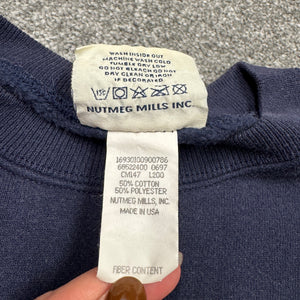 WASH INSIDE OUT
MACHINE WASH COLD
TUMBLE DRY LOW
DO NOT BLEACH DO NOT
DRY CLEAN OR IRON
IF DECORATED.
NUTMEG MILLS INC.
16930100900786
68522400 0697
CM147 L200
50% COTTON
50% POLYESTER
NUTMEG MILLS, INC.
MADE IN USA
FIBER CONTENT